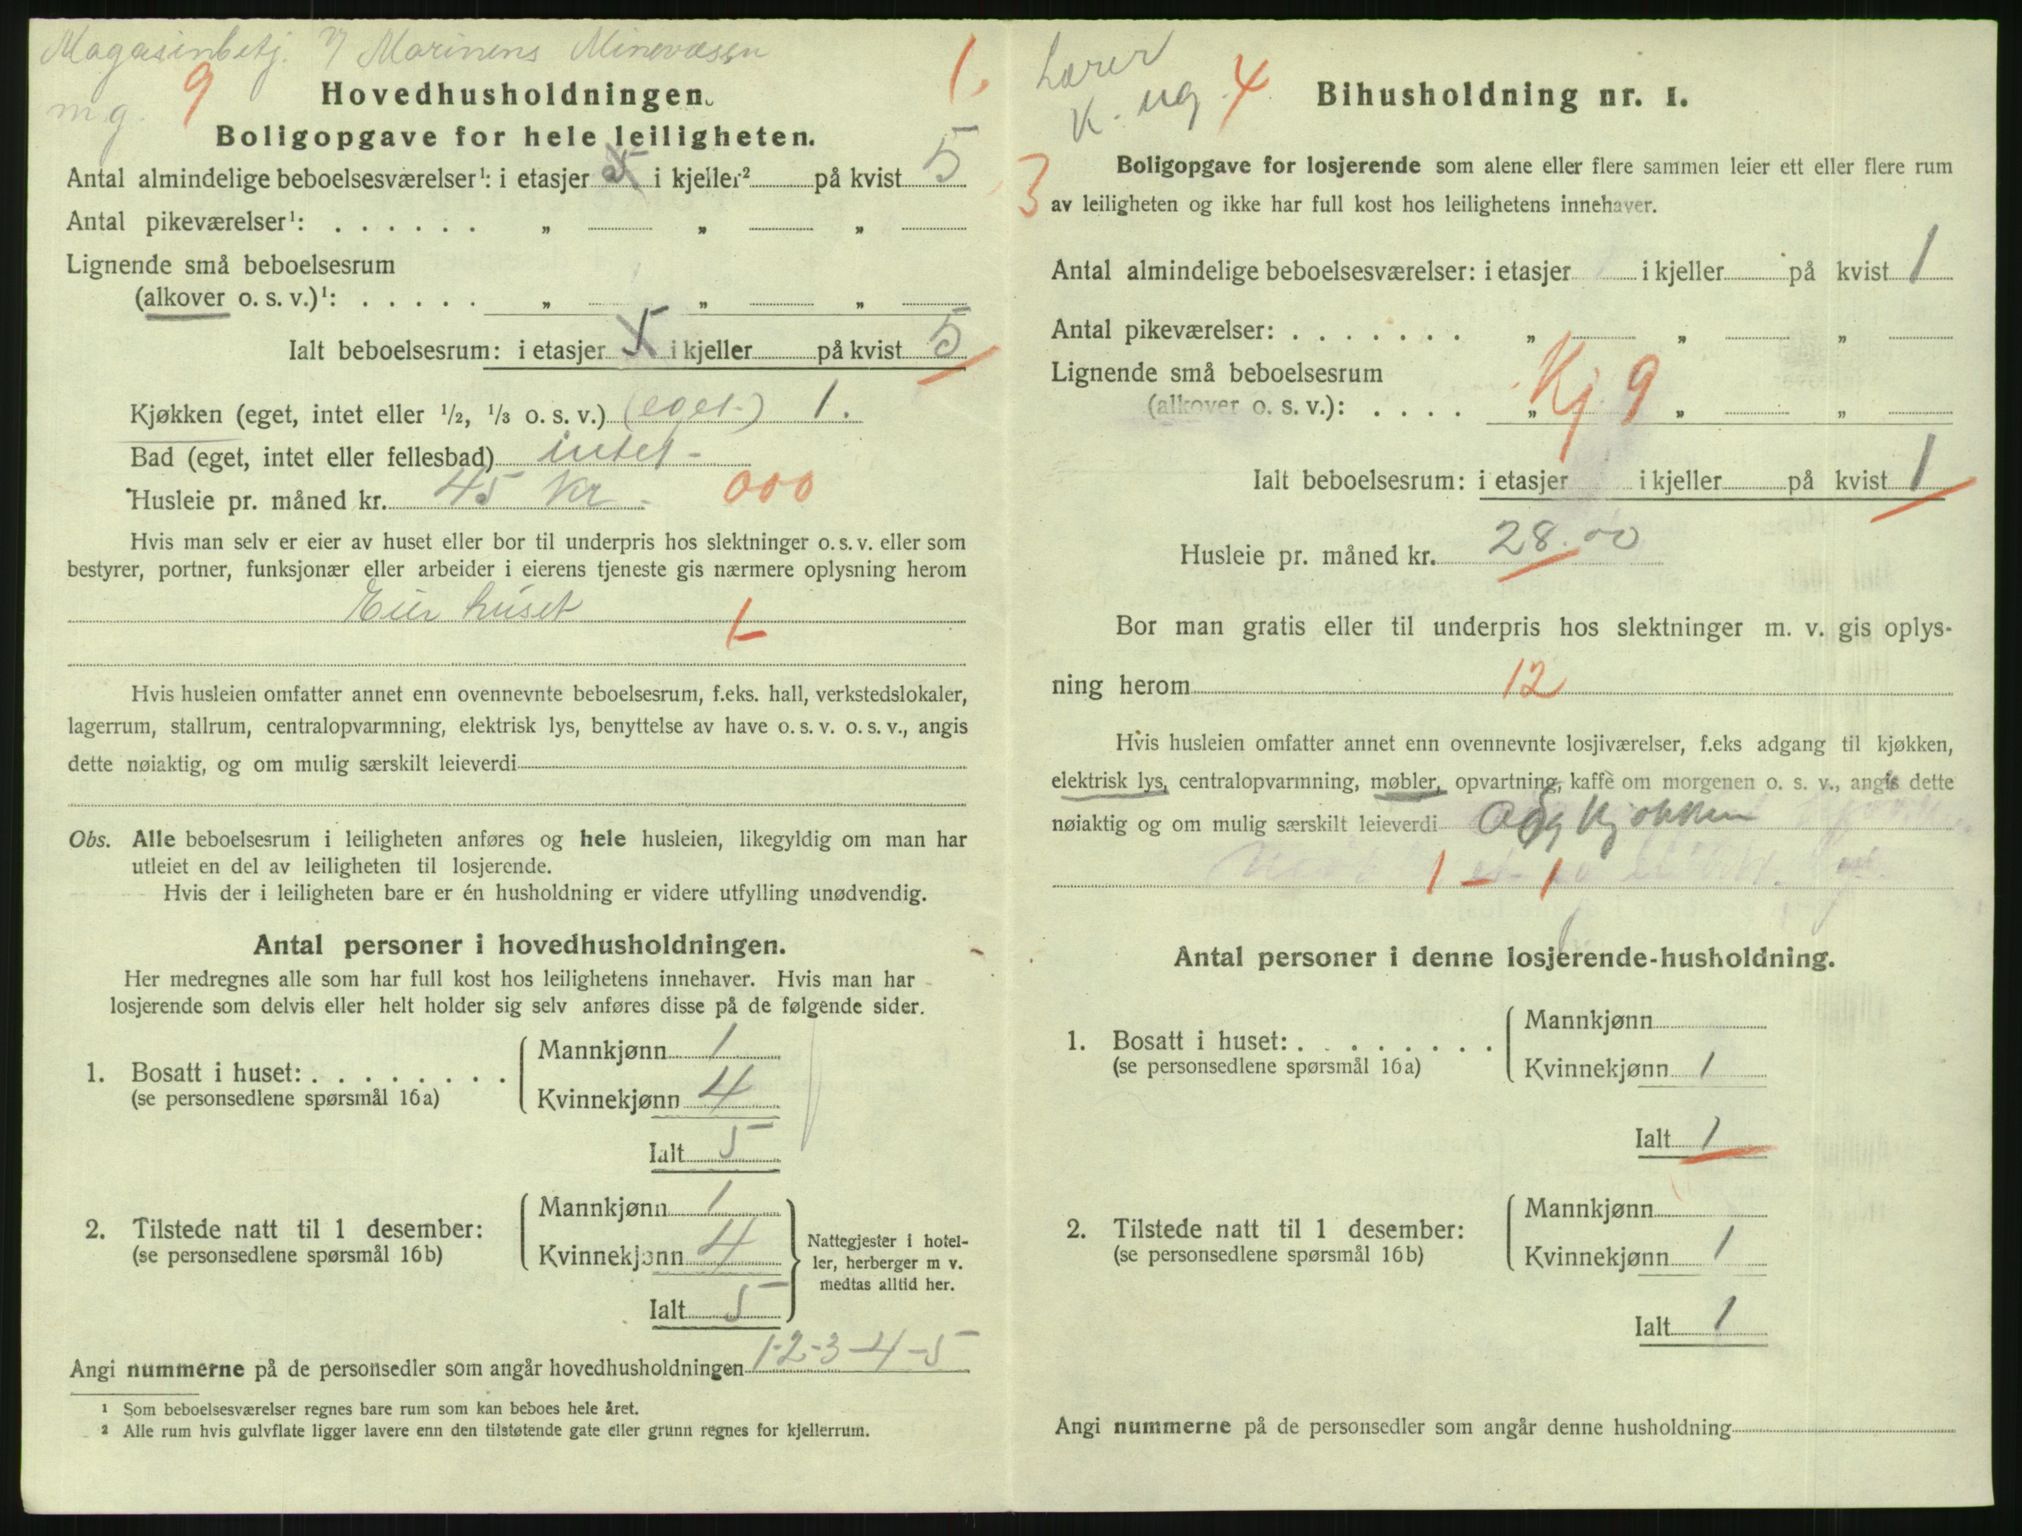 Magasinbetj. v/ Marinens Minevæsen
m g. 9
1.
Hovedhusholdningen.
Boligopgave for hele leiligheten.
Antal almindelige beboelsesværelser¹: i etasjer i kjeller² på kvist 5
Antal pikeværelser¹: . . . . . . „ „ „
Lignende små beboelsesrum
(alkover o. s. v.)¹: . . . . . „ „ „
Ialt beboelsesrum: i etasjer 5 i kjeller på kvist 5
Kjøkken (eget, intet eller ½, ⅓ o. s. v.) (eget-) 1.
Bad (eget, intet eller fellesbad) intet -
Husleie pr. måned kr. 45 kr - 000
Hvis man selv er eier av huset eller bor til underpris hos slektninger o. s. v. eller som
bestyrer, portner, funksjonær eller arbeider i eierens tjeneste gis nærmere oplysning herom
Eier huset
1-
Hvis husleien omfatter annet enn ovennevnte beboelsesrum, f.eks. hall, verkstedslokaler,
lagerrum, stallrum, centralopvarmning, elektrisk lys, benyttelse av have o. s. v. o. s. v., angis
dette nøiaktig, og om mulig særskilt leieverdi
Obs. Alle beboelsesrum i leiligheten anføres og hele husleien, likegyldig om man har
utleiet en del av leiligheten til losjerende.
Hvis der i leiligheten bare er én husholdning er videre utfylling unødvendig.
Antal personer i hovedhusholdningen.
Her medregnes alle som har full kost hos leilighetens innehaver. Hvis man har
losjerende som delvis eller helt holder sig selv anføres disse på de følgende sider.
Mannkjønn 1
1. Bosatt i huset: . . . . . . . .
(se personsedlene spørsmål 16a)
Kvinnekjønn 4
Ialt 5
Mannkjønn 1
2. Tilstede natt til 1 desember:
(se personsedlene spørsmål 16b)
Kvinnekjønn 4
Ialt 5
Nattegjester i hotel-
ler, herberger m v.
medtas alltid her.
Angi nummerne på de personsedler som angår hovedhusholdningen 1-2-3-4-5
¹ Som beboelsesværelser regnes bare rum som kan beboes hele året.
² Alle rum hvis gulvflate ligger lavere enn den tilstøtende gate eller grunn regnes for kjellerrum.
Lærer
K. ug 4
Bihusholdning nr. 1.
3
Boligopgave for losjerende som alene eller flere sammen leier ett eller flere rum
av leiligheten og ikke har full kost hos leilighetens innehaver.
Antal almindelige beboelsesværelser: i etasjer i kjeller på kvist 1
Antal pikeværelser: . . . . . . . „ „ „
Lignende små beboelsesrum
(alkover o. s. v.): . . . . „ „ „
Kj 9
Ialt beboelsesrum: i etasjer i kjeller på kvist 1
Husleie pr. måned kr. 28.00
Bor man gratis eller til underpris hos slektninger m. v. gis oplys-
ning herom 12
Hvis husleien omfatter annet enn ovennevnte losjiværelser, f.eks adgang til kjøkken,
elektrisk lys, centralopvarmning, møbler, opvartning, kaffè om morgenen o. s. v., angis dette
nøiaktig og om mulig særskilt leieverdi Adg kjøkken
1 - 1
Antal personer i denne losjerende-husholdning.
Mannkjønn
1. Bosatt i huset: . . . . . . . . .
(se personsedlene spørsmål 16a)
Kvinnekjønn 1
Ialt 1
Mannkjønn
2. Tilstede natt til 1 desember:
(se personsedlene spørsmål 16b)
Kvinnekjønn 1
Ialt 1
Angi nummerne på de personsedler som angår denne husholdning